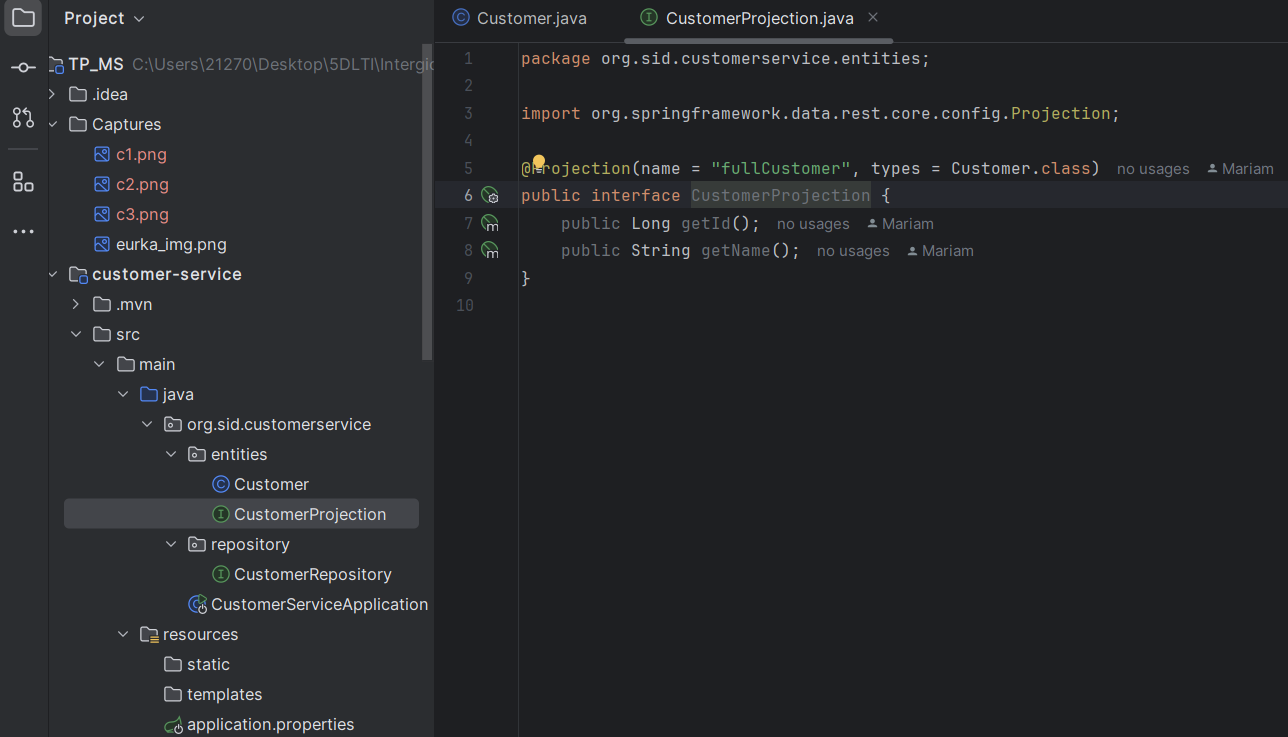 Project
TP_MS C:\Users\21270\Desktop\5DLTI\Intergic
.idea
Captures
c1.png
c2.png
c3.png
eurka_img.png
customer-service
.mvn
src
main
java
org.sid.customerservice
entities
Customer
CustomerProjection
repository
CustomerRepository
CustomerServiceApplication
resources
static
templates
application.properties
Customer.java CustomerProjection.java
1 package org.sid.customerservice.entities;
2
3 import org.springframework.data.rest.core.config.Projection;
4
5 @Projection(name = "fullCustomer", types = Customer.class) no usages Mariam
6 public interface CustomerProjection {
7 public Long getId(); no usages Mariam
8 public String getName(); no usages Mariam
9 }
10